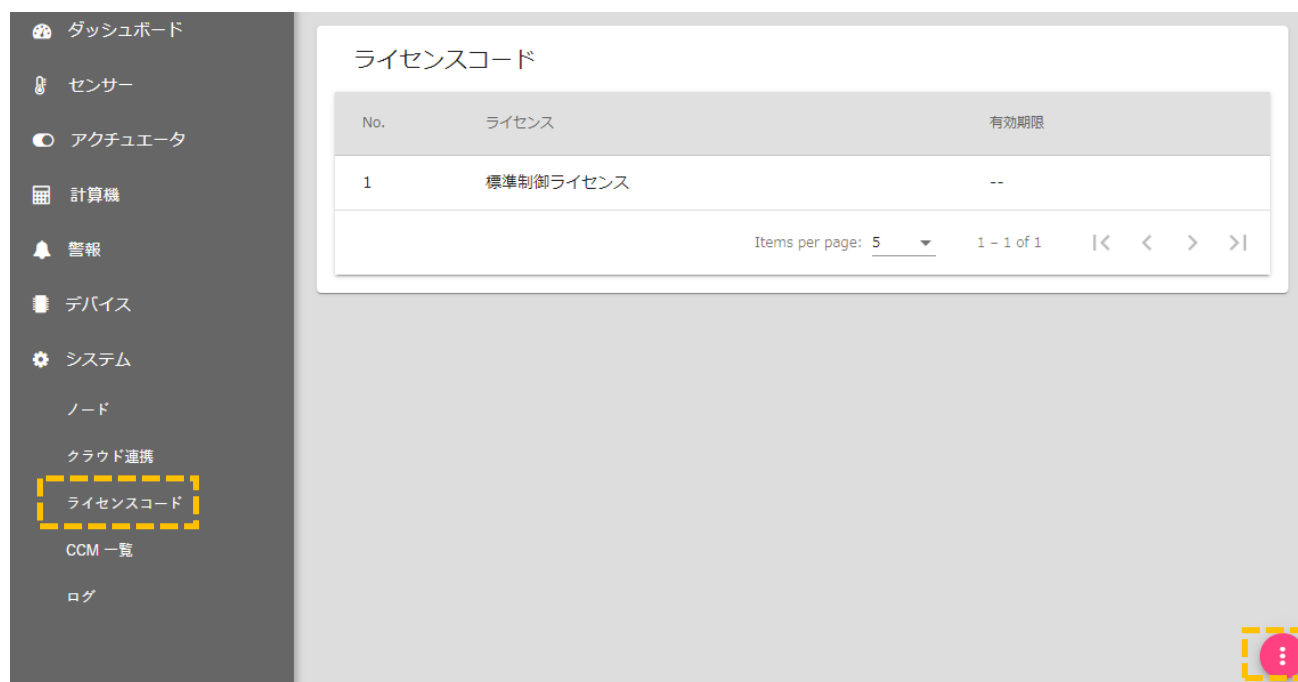 ダッシュボード
センサー
アクチュエータ
計算機
警報
デバイス
システム
ノード
クラウド連携
ライセンスコード
CCM 一覧
ログ
ライセンスコード
No. ライセンス 有効期限
1 標準制御ライセンス --
Items per page: 5 1 – 1 of 1